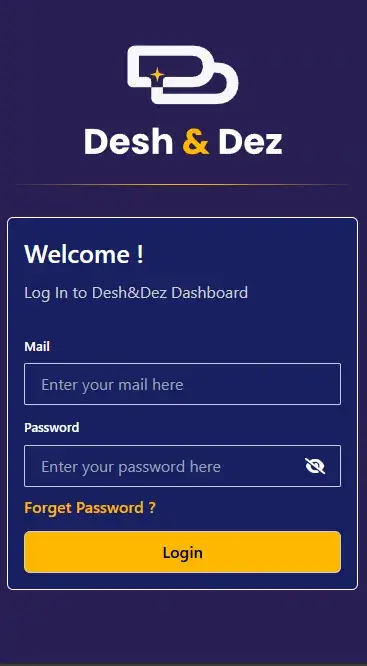 Desh & Dez
Welcome !
Log In to Desh&Dez Dashboard
Mail
Enter your mail here
Password
Enter your password here
Forget Password ?
Login